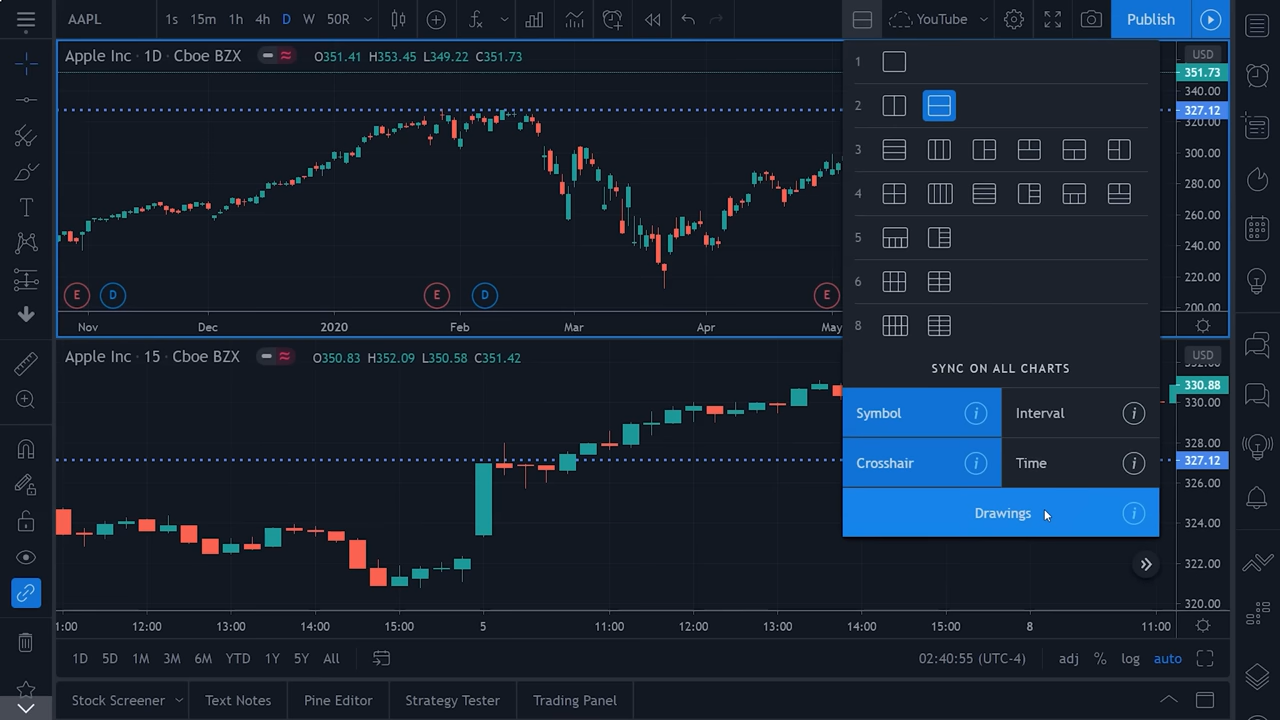 AAPL 1s 15m 1h 4h D W 50R YouTube Publish
Apple Inc · 1D · Cboe BZX O351.41 H353.45 L349.22 C351.73
USD
351.73
340.00
327.12
320.00
300.00
280.00
260.00
240.00
220.00
200.00
E D E D E
Nov Dec 2020 Feb Mar Apr May
1
2
3
4
5
6
8
SYNC ON ALL CHARTS
Symbol Interval
Crosshair Time
Drawings
Apple Inc · 15 · Cboe BZX O350.83 H352.09 L350.58 C351.42
USD
330.88
330.00
328.00
327.12
326.00
324.00
322.00
320.00
1:00 12:00 13:00 14:00 15:00 5 11:00 12:00 13:00 14:00 15:00 8 11:00
1D 5D 1M 3M 6M YTD 1Y 5Y All 02:40:55 (UTC-4) adj % log auto
Stock Screener Text Notes Pine Editor Strategy Tester Trading Panel